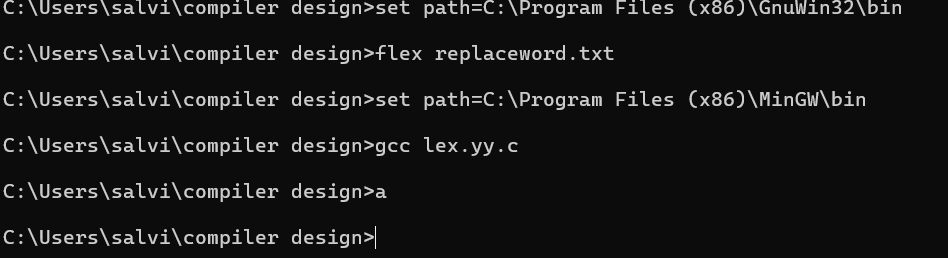 C:\Users\salvi\compiler design>set path=C:\Program Files (x86)\GnuWin32\bin
C:\Users\salvi\compiler design>flex replaceword.txt
C:\Users\salvi\compiler design>set path=C:\Program Files (x86)\MinGW\bin
C:\Users\salvi\compiler design>gcc lex.yy.c
C:\Users\salvi\compiler design>a
C:\Users\salvi\compiler design>